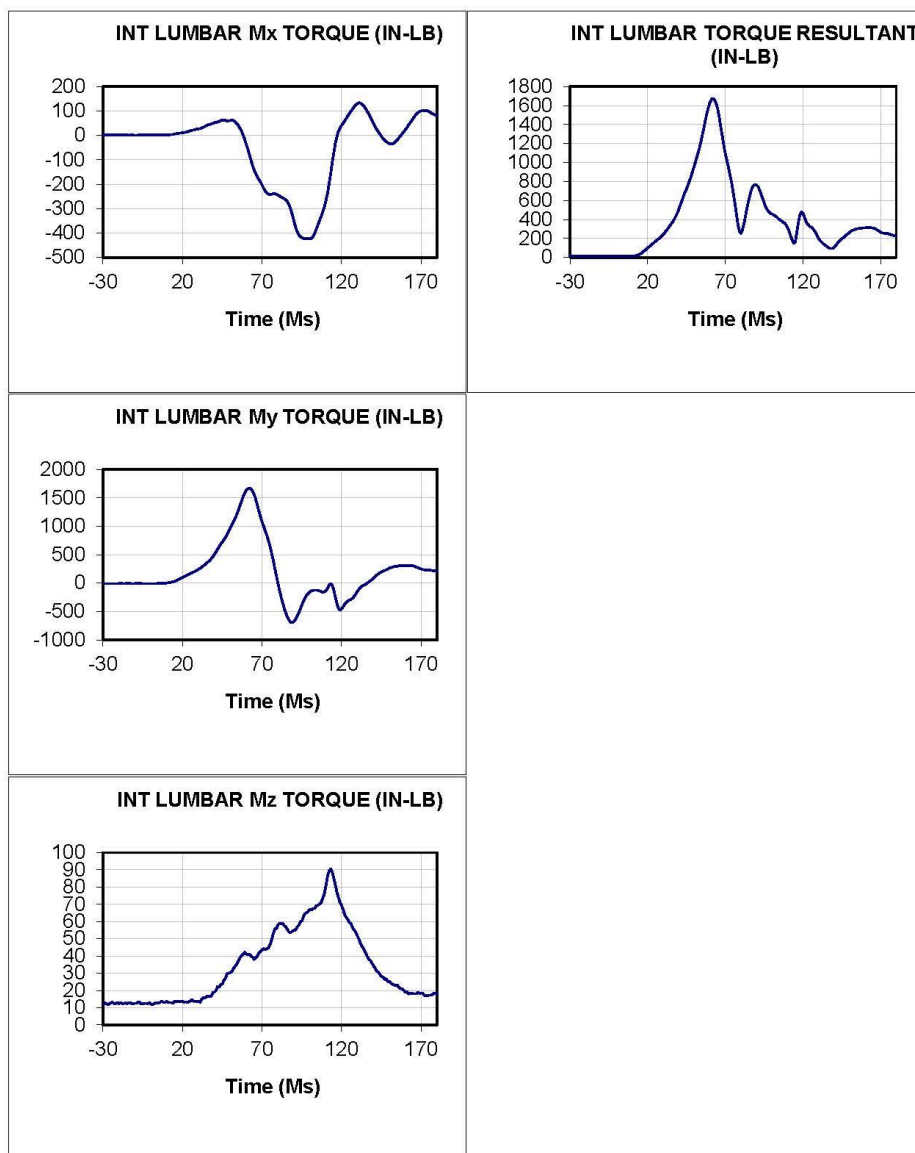 INT LUMBAR Mx TORQUE (IN-LB)
200
100
0
-100
-200
-300
-400
-500
-30 20 70 120 170
Time (Ms)
INT LUMBAR TORQUE RESULTANT
(IN-LB)
1800
1600
1400
1200
1000
800
600
400
200
0
-30 20 70 120 170
Time (Ms)
INT LUMBAR My TORQUE (IN-LB)
2000
1500
1000
500
0
-500
-1000
-30 20 70 120 170
Time (Ms)
INT LUMBAR Mz TORQUE (IN-LB)
100
90
80
70
60
50
40
30
20
10
0
-30 20 70 120 170
Time (Ms)